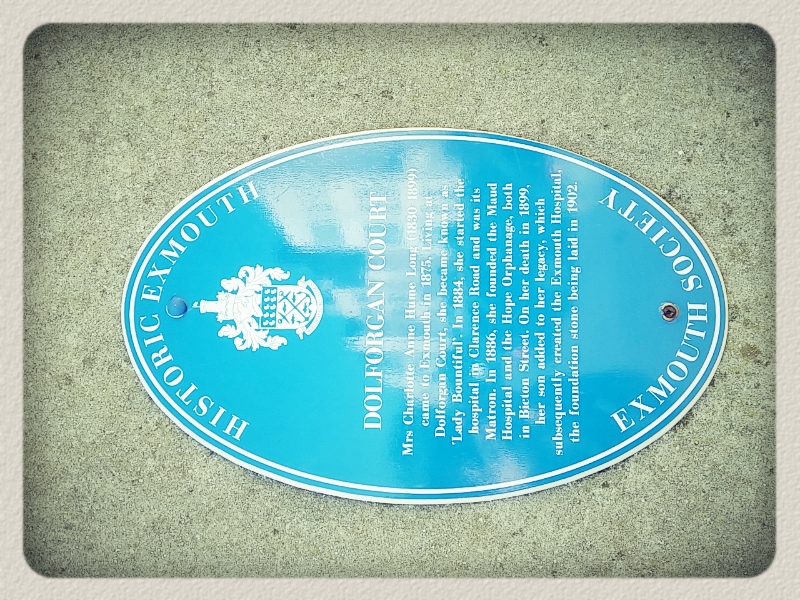 HISTORIC EXMOUTH
DOLFORGAN COURT
Mrs Charlotte Anne Hume Long (1830-1899)
came to Exmouth in 1875. Living at
Dolforgan Court, she became known as
'Lady Bountiful'. In 1884, she started the
hospital in Clarence Road and was its
Matron. In 1886, she founded the Maud
Hospital and the Hope Orphanage, both
in Bicton Street. On her death in 1899,
her son added to her legacy, which
subsequently created the Exmouth Hospital,
the foundation stone being laid in 1902.
EXMOUTH SOCIETY